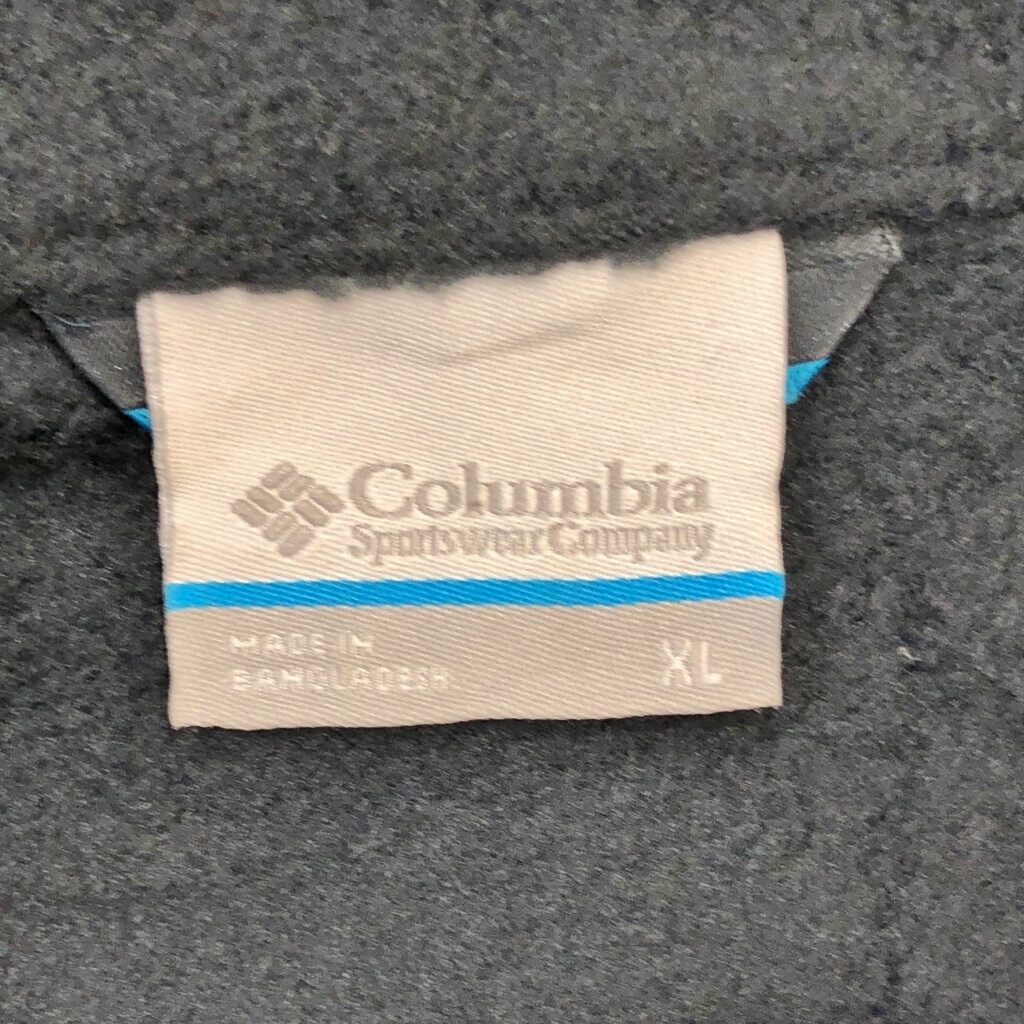 Columbia
Sportswear Company
MADE IN
BANGLADESH
XL